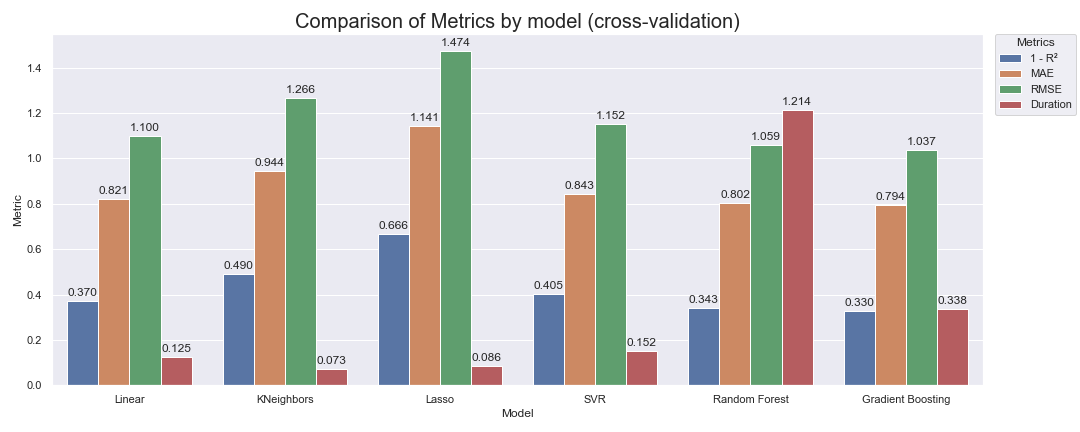 Comparison of Metrics by model (cross-validation)
Metrics
1 - R²
MAE
RMSE
Duration
Metric
1.4
1.2
1.0
0.8
0.6
0.4
0.2
0.0
0.370
0.821
1.100
0.125
0.490
0.944
1.266
0.073
0.666
1.141
1.474
0.086
0.405
0.843
1.152
0.152
0.343
0.802
1.059
1.214
0.330
0.794
1.037
0.338
Linear
KNeighbors
Lasso
SVR
Random Forest
Gradient Boosting
Model